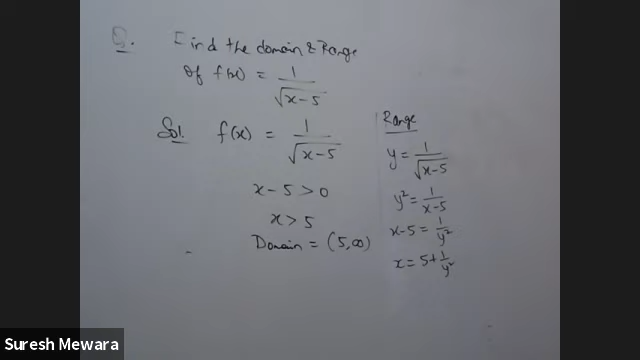 Q. Find the domain & Range
Of f(x) = 1/√(x-5)
Sol. f(x) = 1/√(x-5)
x-5 > 0
x > 5
Domain = (5,∞)
Range
y = 1/√(x-5)
y² = 1/(x-5)
x-5 = 1/y²
x = 5+1/y²
Suresh Mewara